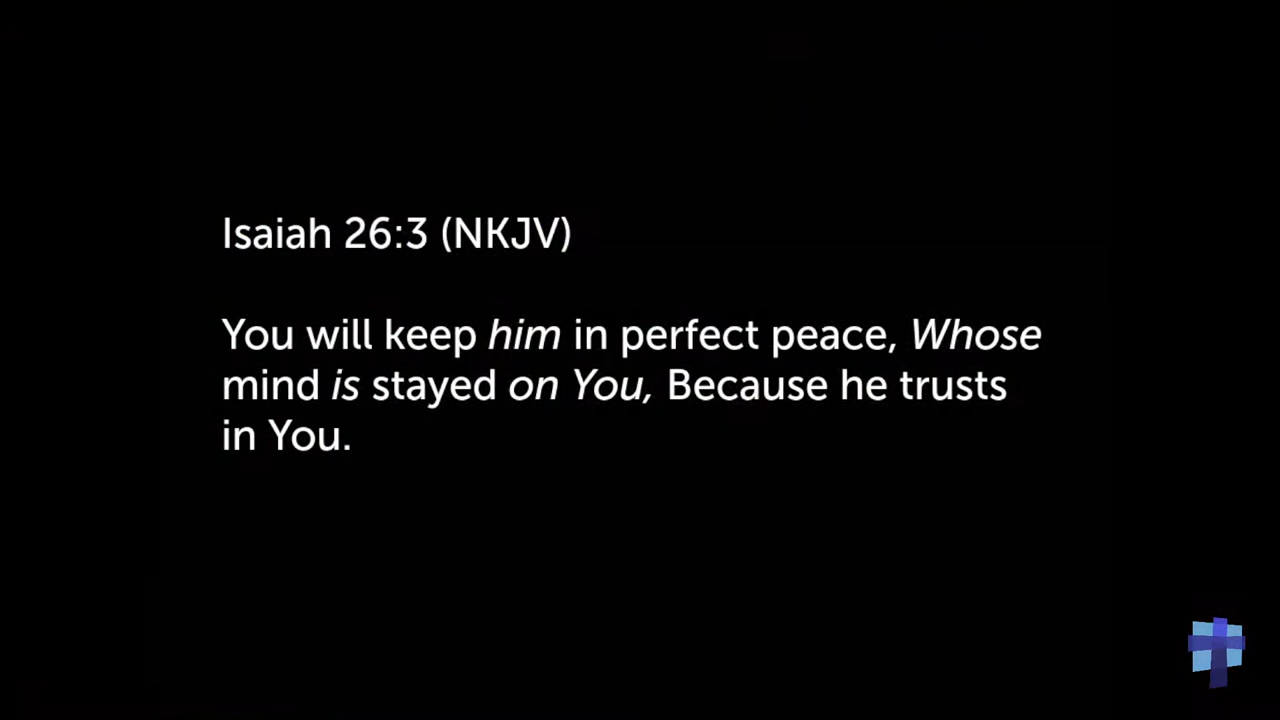 Isaiah 26:3 (NKJV)
You will keep him in perfect peace, Whose
mind is stayed on You, Because he trusts
in You.